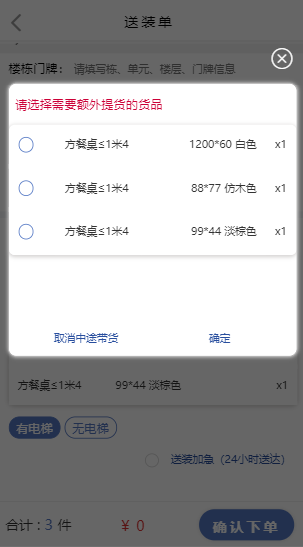 送装单
楼栋门牌： 请填写栋、单元、楼层、门牌信息
请选择需要额外提货的货品
方餐桌≤1米4 1200*60 白色 x1
方餐桌≤1米4 88*77 仿木色 x1
方餐桌≤1米4 99*44 淡棕色 x1
取消中途带货 确定
方餐桌≤1米4 99*44 淡棕色 x1
有电梯 无电梯
送装加急（24小时送达）
合计 : 3 件 ¥ 0 确认下单